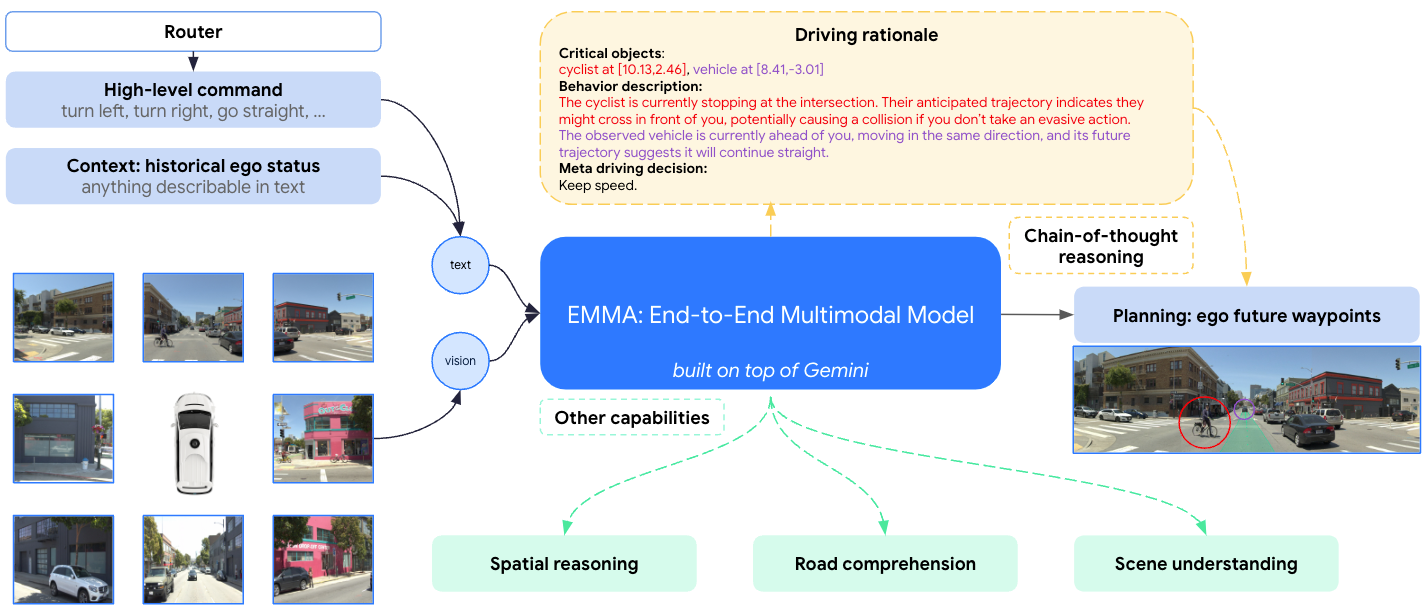 Router
High-level command
turn left, turn right, go straight, ...
Context: historical ego status
anything describable in text
text
vision
Driving rationale
Critical objects:
cyclist at [10.13,2.46], vehicle at [8.41,-3.01]
Behavior description:
The cyclist is currently stopping at the intersection. Their anticipated trajectory indicates they
might cross in front of you, potentially causing a collision if you don't take an evasive action.
The observed vehicle is currently ahead of you, moving in the same direction, and its future
trajectory suggests it will continue straight.
Meta driving decision:
Keep speed.
EMMA: End-to-End Multimodal Model
built on top of Gemini
Chain-of-thought
reasoning
Planning: ego future waypoints
Other capabilities
Spatial reasoning
Road comprehension
Scene understanding